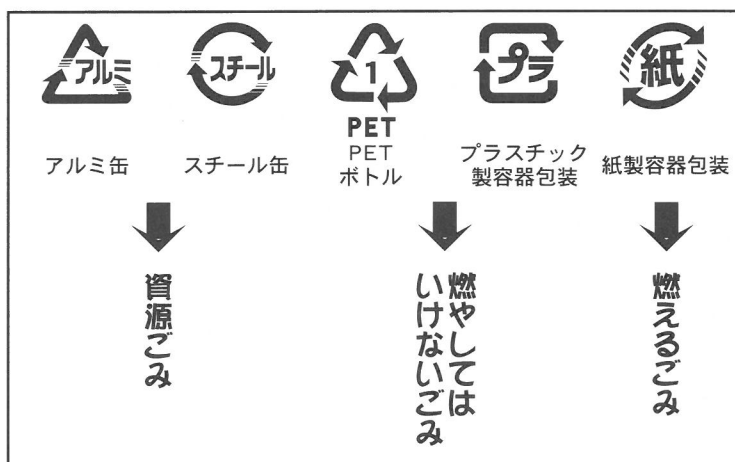 アルミ
スチール
1
PET
プラ
紙
アルミ缶
スチール缶
PET
ボトル
プラスチック
製容器包装
紙製容器包装
資源ごみ
燃やしては
いけないごみ
燃えるごみ